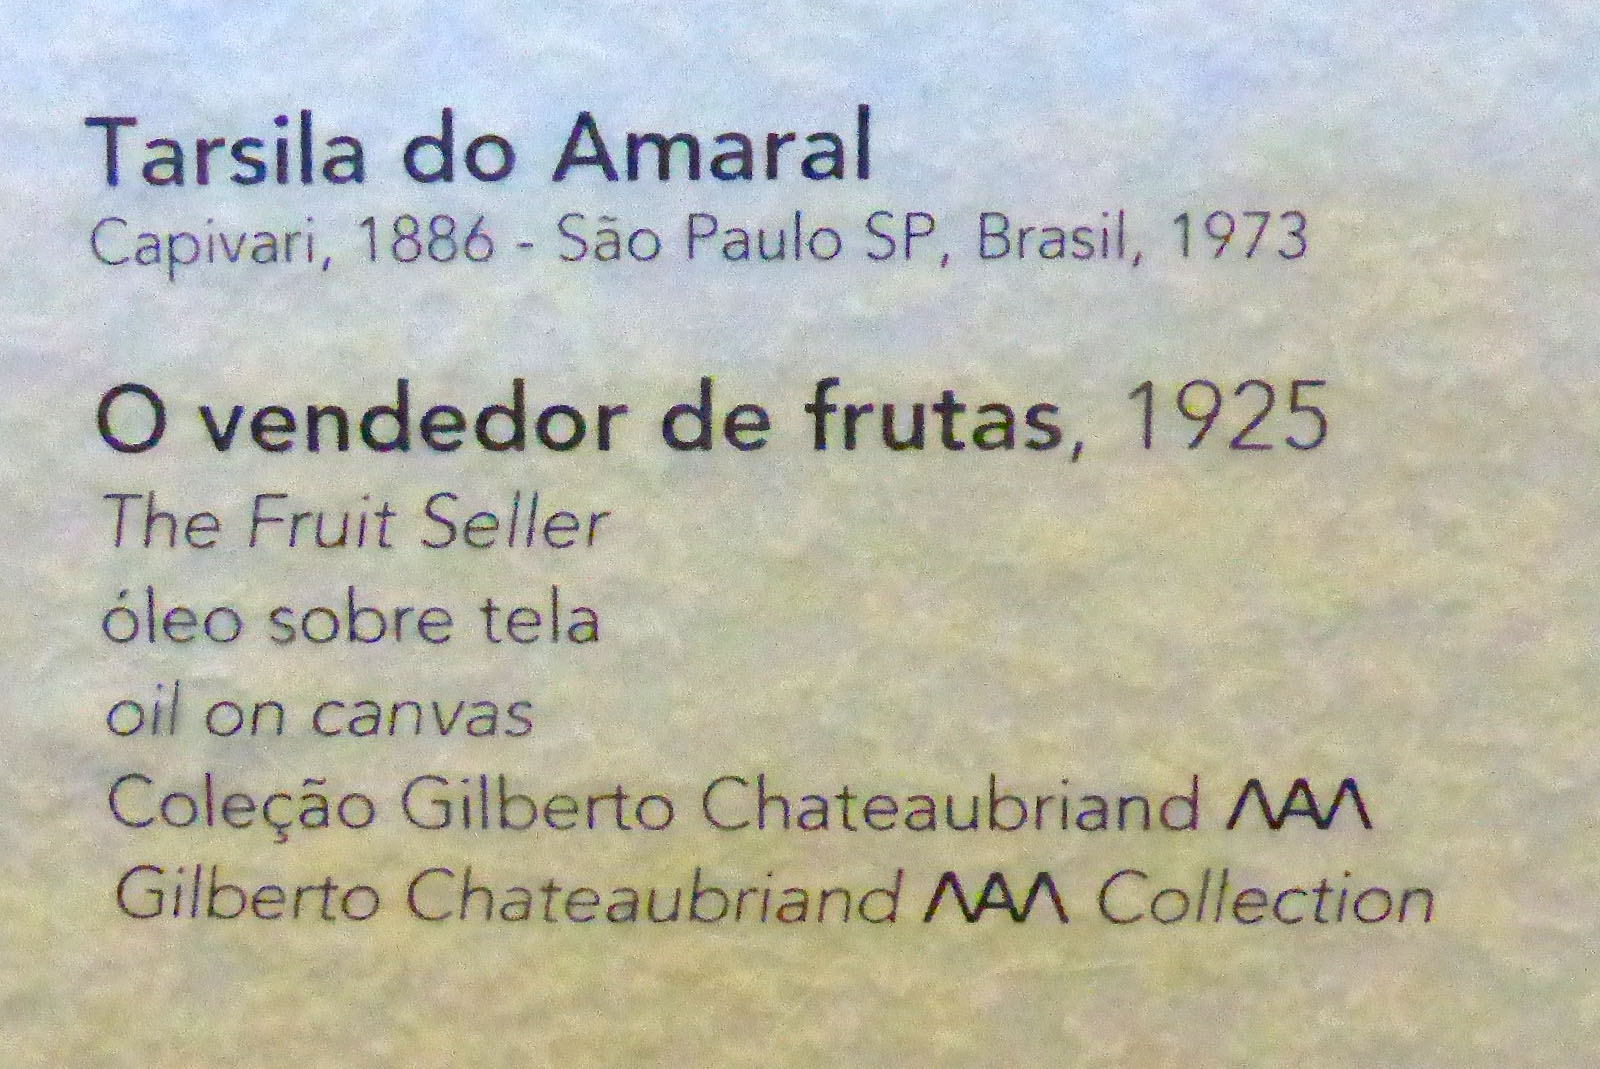 Tarsila do Amaral
Capivari, 1886 - São Paulo SP, Brasil, 1973
O vendedor de frutas, 1925
The Fruit Seller
óleo sobre tela
oil on canvas
Coleção Gilberto Chateaubriand MAM
Gilberto Chateaubriand MAM Collection